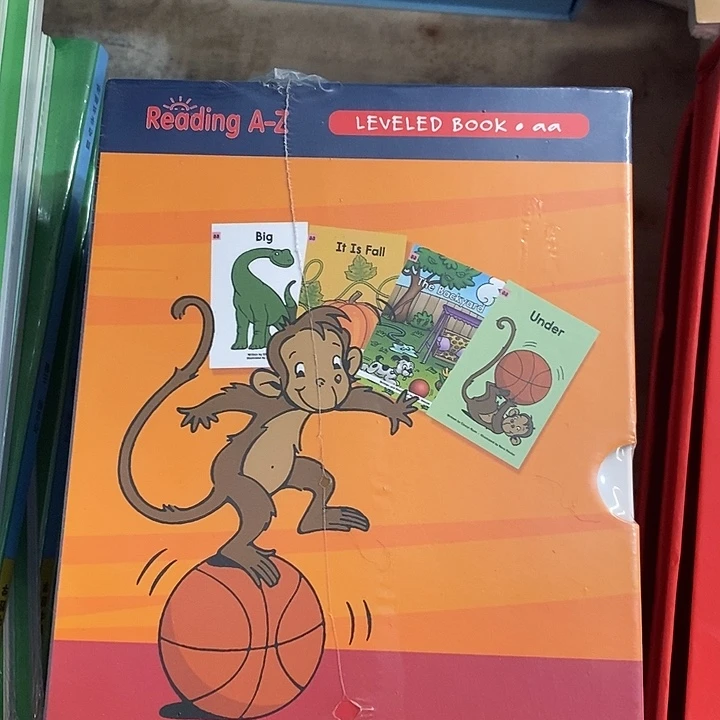 Reading A-Z
LEVELED BOOK • aa
Big
It Is Fall
The Backyard
Under